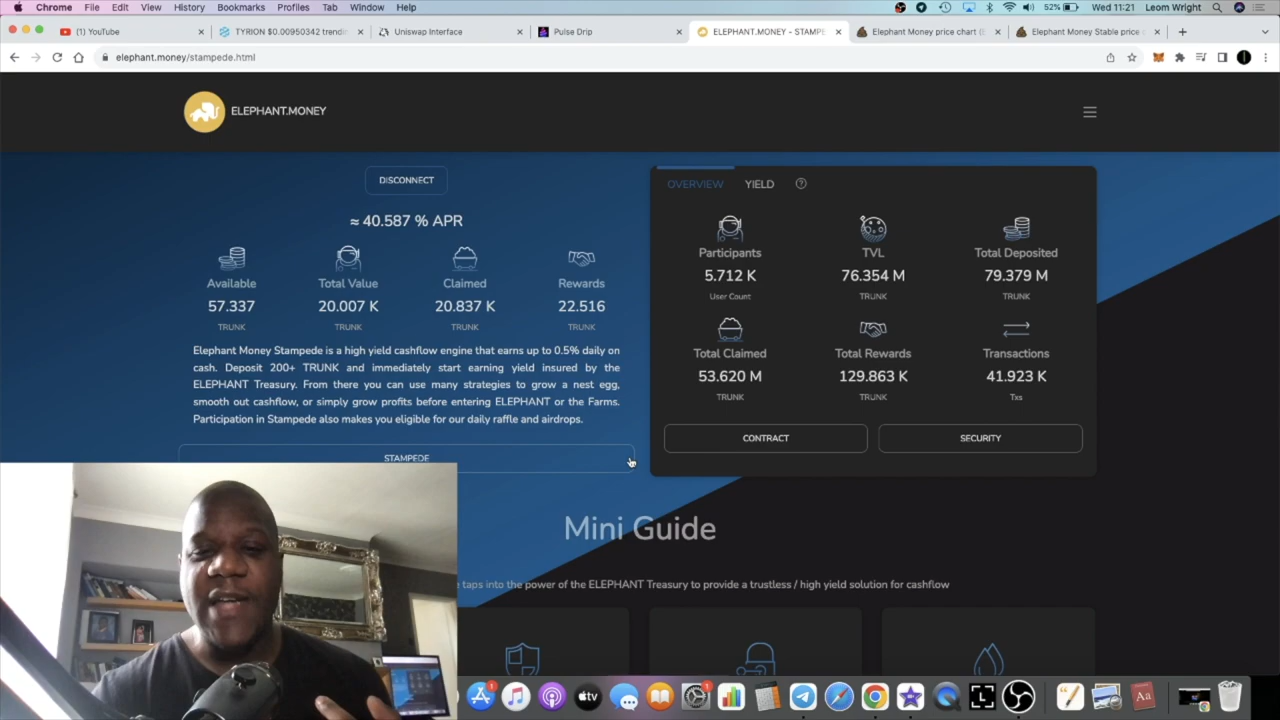 Chrome File Edit View History Bookmarks Profiles Tab Window Help 52% Wed 11:21 Leom Wright
(1) YouTube TYRION $0.00950342 trendin Uniswap Interface Pulse Drip ELEPHANT.MONEY - STAMPE Elephant Money price chart Elephant Money Stable price
elephant.money/stampede.html
ELEPHANT.MONEY
DISCONNECT
≈ 40.587 % APR
Available Total Value Claimed Rewards
57.337 20.007 K 20.837 K 22.516
TRUNK TRUNK TRUNK TRUNK
Elephant Money Stampede is a high yield cashflow engine that earns up to 0.5% daily on
cash. Deposit 200+ TRUNK and immediately start earning yield insured by the
ELEPHANT Treasury. From there you can use many strategies to grow a nest egg,
smooth out cashflow, or simply grow profits before entering ELEPHANT or the Farms.
Participation in Stampede also makes you eligible for our daily raffle and airdrops.
STAMPEDE
OVERVIEW YIELD ?
Participants TVL Total Deposited
5.712 K 76.354 M 79.379 M
User Count TRUNK TRUNK
Total Claimed Total Rewards Transactions
53.620 M 129.863 K 41.923 K
TRUNK TRUNK Txs
CONTRACT SECURITY
Mini Guide
taps into the power of the ELEPHANT Treasury to provide a trustless / high yield solution for cashflow
tv
Aa